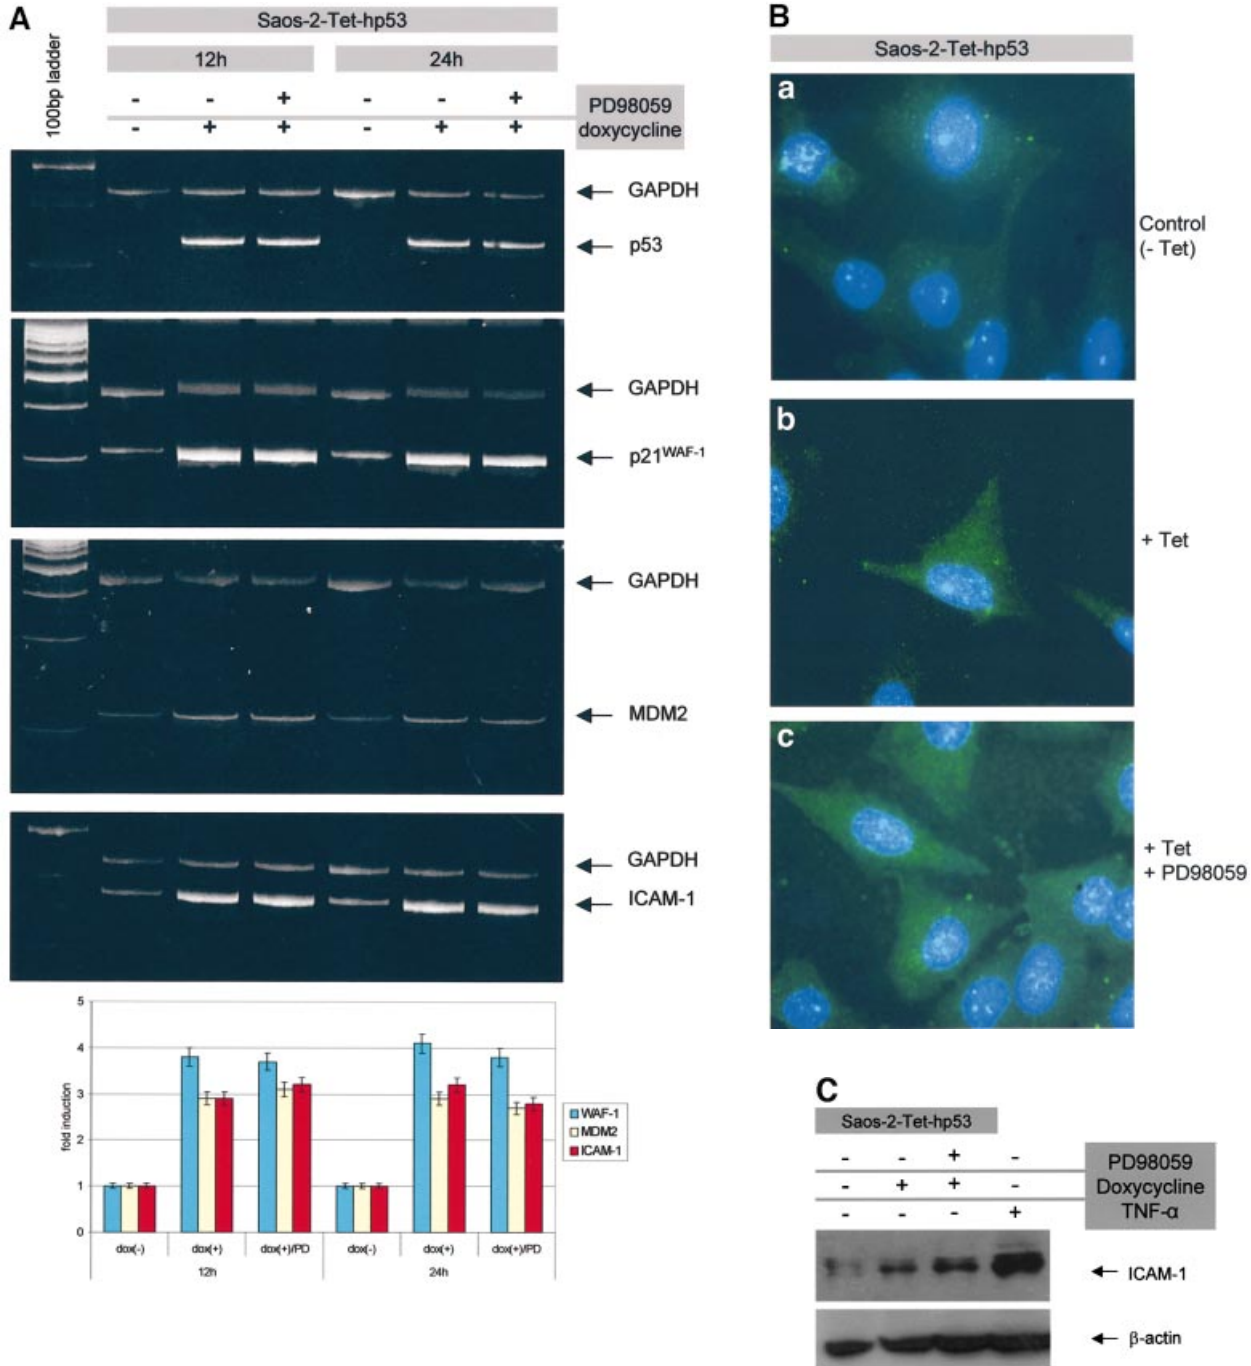 A
Saos-2-Tet-hp53
12h 24h
100bp ladder
- - + - - + PD98059
- + + - + + doxycycline
GAPDH
p53
GAPDH
p21WAF-1
GAPDH
MDM2
GAPDH
ICAM-1
fold induction
5
4
3
2
1
0
WAF-1
MDM2
ICAM-1
dox(-) dox(+) dox(+)/PD dox(-) dox(+) dox(+)/PD
12h 24h
B
Saos-2-Tet-hp53
a
Control
(- Tet)
b
+ Tet
c
+ Tet
+ PD98059
C
Saos-2-Tet-hp53
- - + - PD98059
- + + - Doxycycline
- - - + TNF-α
ICAM-1
β-actin